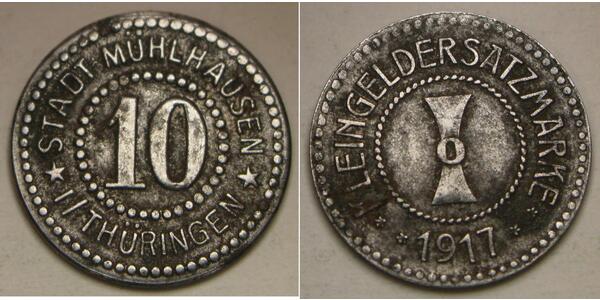 STADT MÜHLHAUSEN
10
I/THÜRINGEN
KLEINGELDERSATZMARKE
1917